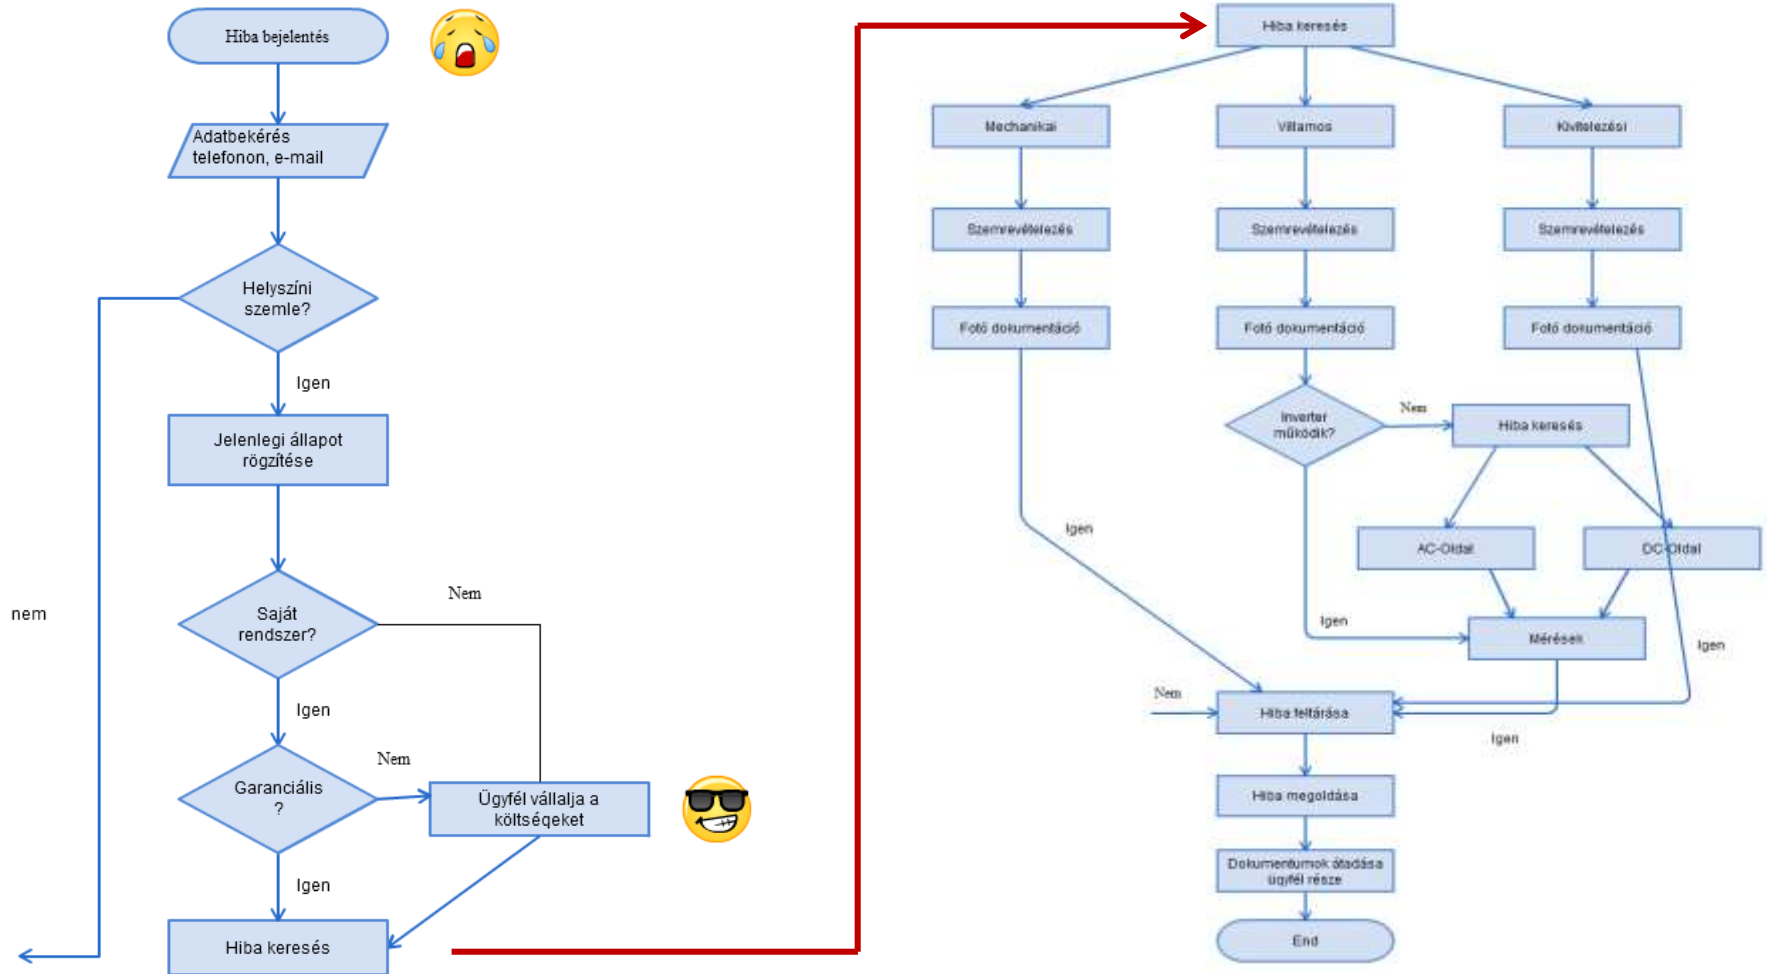 Hiba bejelentés
Adatbekérés
telefonon, e-mail
Helyszíni
szemle?
Igen
nem
Jelenlegi állapot
rögzítése
Saját
rendszer?
Nem
Igen
Garanciális
?
Nem
Ügyfél vállalja a
költségeket
Igen
Hiba keresés
Hiba keresés
Mechanikai
Villamos
Kivitelezési
Szemrevételezés
Szemrevételezés
Szemrevételezés
Fotó dokumentáció
Fotó dokumentáció
Fotó dokumentáció
Inverter
működik?
Nem
Hiba keresés
Igen
AC-Oldal
DC-Oldal
Igen
Mérések
Igen
Nem
Hiba feltárása
Igen
Hiba megoldása
Dokumentumok átadása
ügyfél része
End